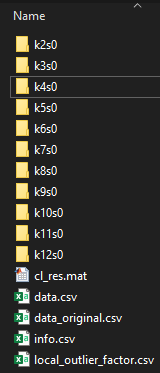 Name
k2s0
k3s0
k4s0
k5s0
k6s0
k7s0
k8s0
k9s0
k10s0
k11s0
k12s0
cl_res.mat
data.csv
data_original.csv
info.csv
local_outlier_factor.csv